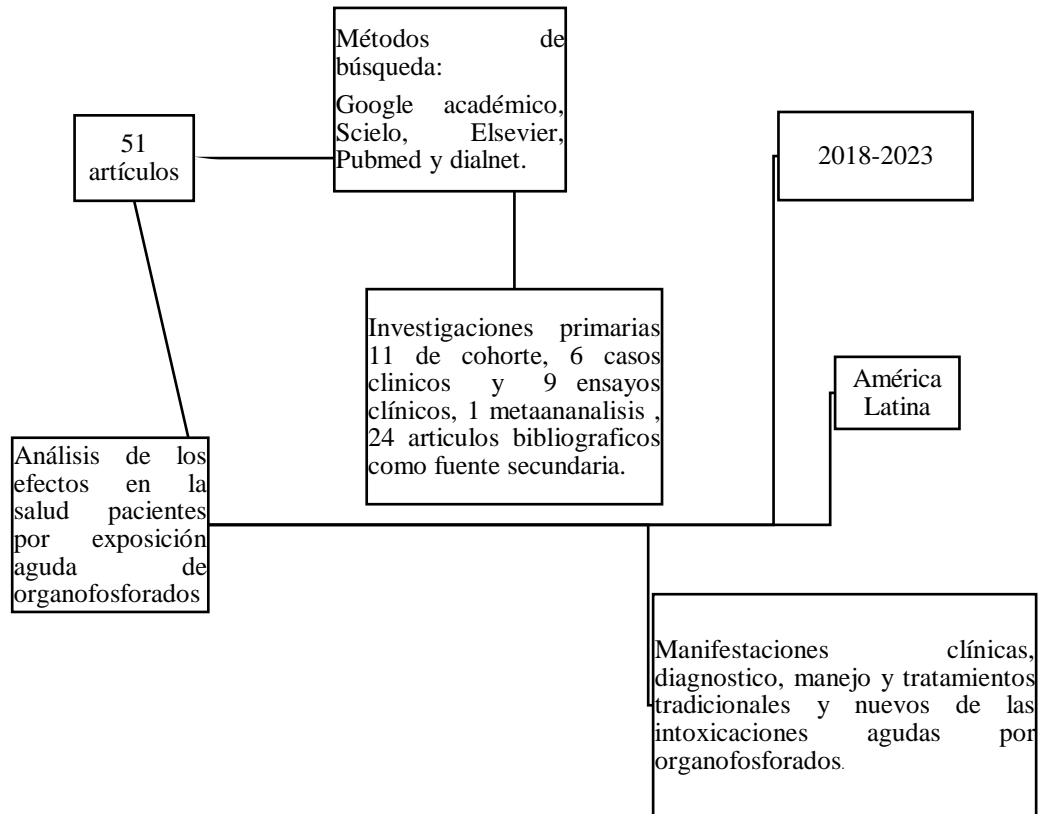 Métodos de
búsqueda:
Google académico,
Scielo, Elsevier,
Pubmed y dialnet.
51
artículos
2018-2023
Investigaciones primarias
11 de cohorte, 6 casos
clinicos y 9 ensayos
clínicos, 1 metaananalisis ,
24 articulos bibliograficos
como fuente secundaria.
América
Latina
Análisis de los
efectos en la
salud pacientes
por exposición
aguda de
organofosforados
Manifestaciones clínicas,
diagnostico, manejo y tratamientos
tradicionales y nuevos de las
intoxicaciones agudas por
organofosforados.